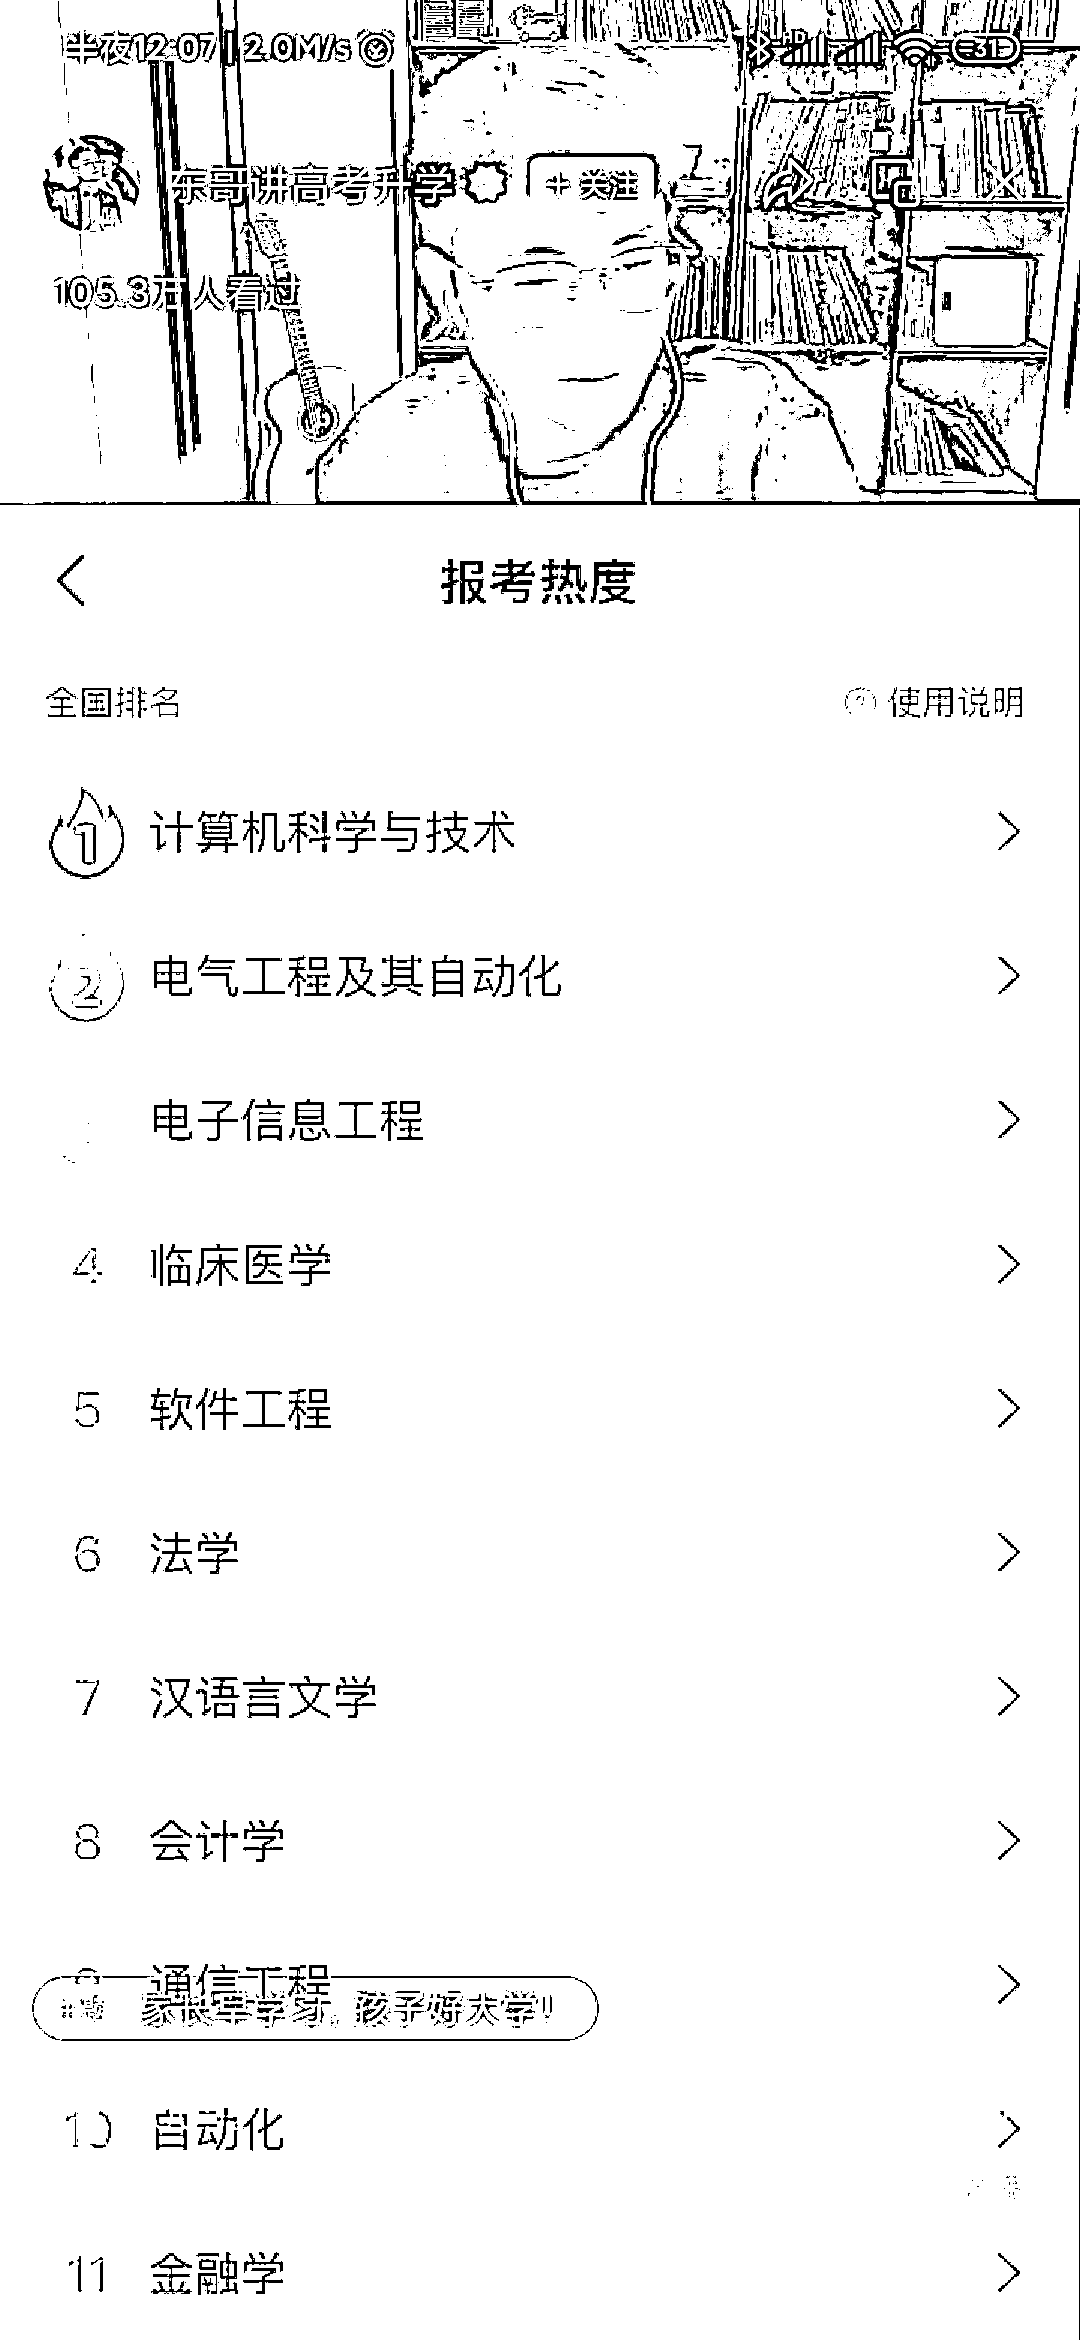 半夜12:07 | 2.0M/s
31
东哥讲高考升学
+ 关注
105.3万人看过
报考热度
全国排名
使用说明
1 计算机科学与技术
2 电气工程及其自动化
电子信息工程
4 临床医学
5 软件工程
6 法学
7 汉语言文学
8 会计学
9 通信工程
家长早学习，孩子好大学！
10 自动化
11 金融学